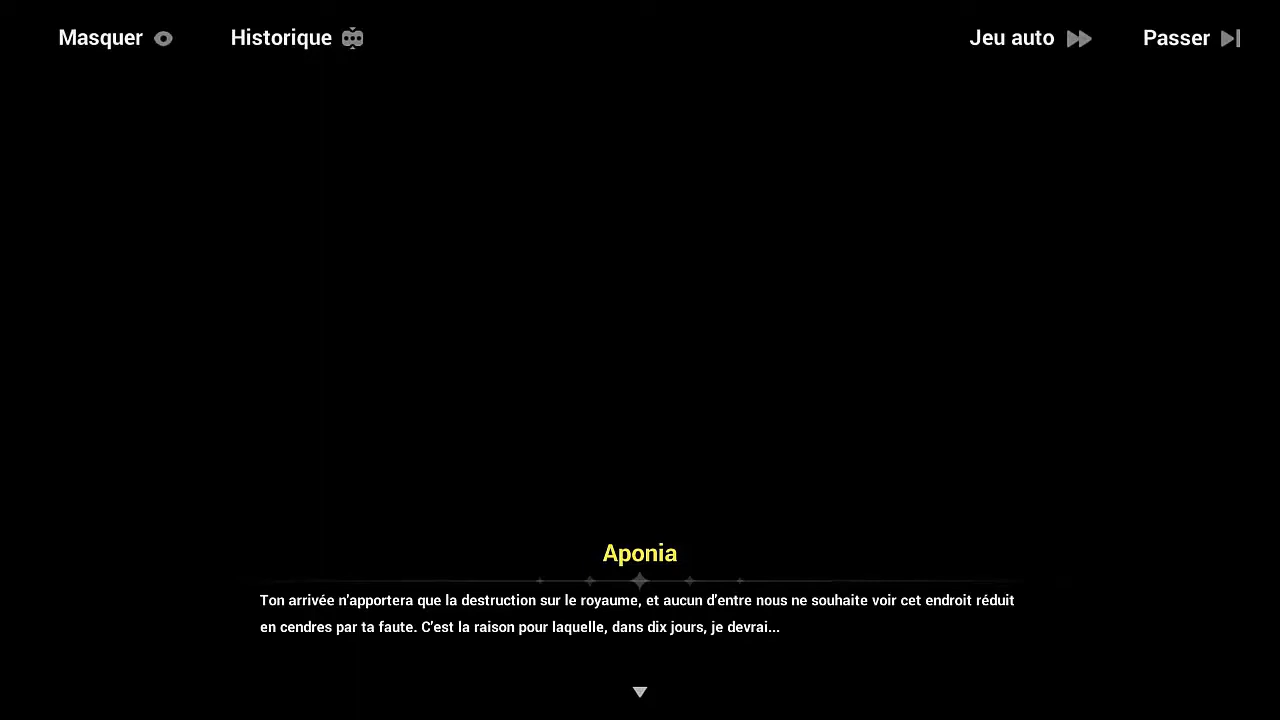 Masquer Historique Jeu auto Passer
Aponia
Ton arrivée n'apportera que la destruction sur le royaume, et aucun d'entre nous ne souhaite voir cet endroit réduit
en cendres par ta faute. C'est la raison pour laquelle, dans dix jours, je devrai...